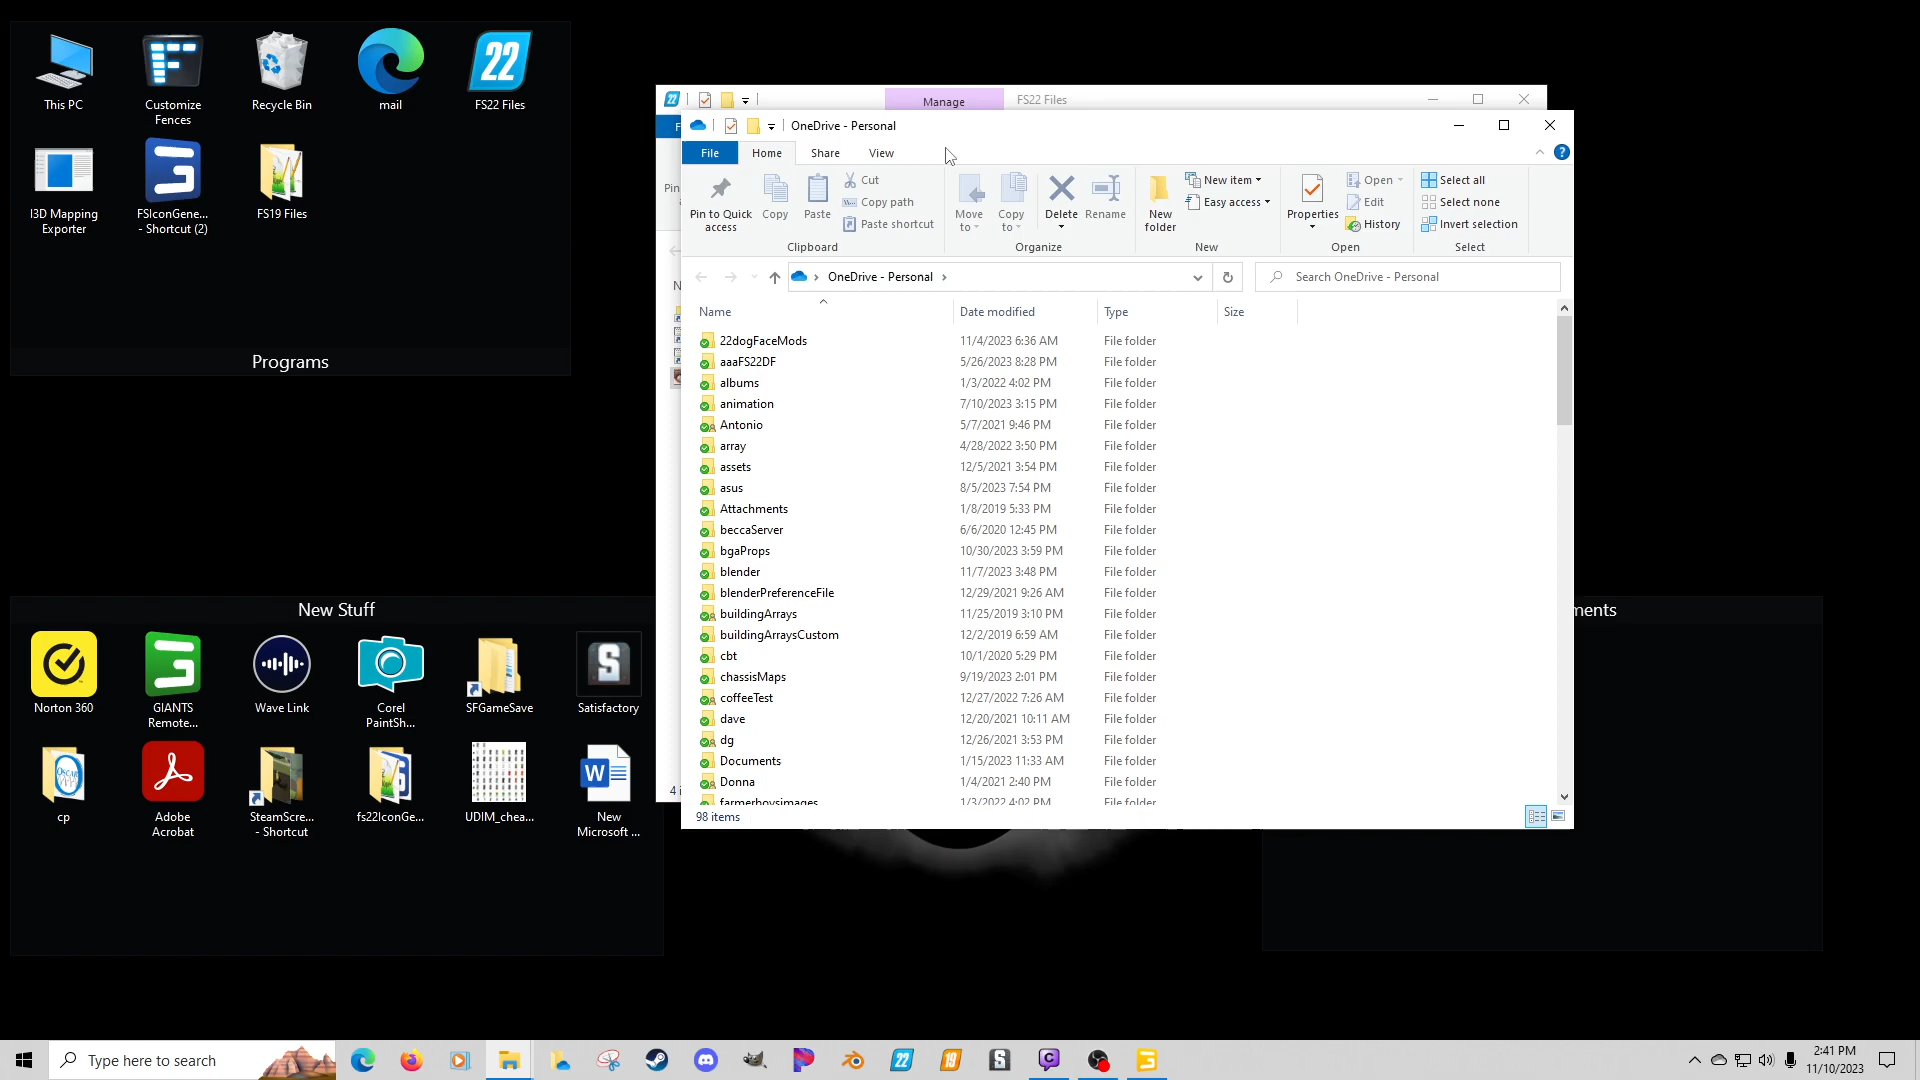 This PC
Customize
Fences
Recycle Bin
mail
FS22 Files
I3D Mapping
Exporter
FSIconGene...
- Shortcut (2)
FS19 Files
Programs
New Stuff
Norton 360
GIANTS
Remote...
Wave Link
Corel
PaintSh...
SFGameSave
Satisfactory
cp
Adobe
Acrobat
SteamScre...
- Shortcut
fs22IconGe...
UDIM_chea...
New
Microsoft ...
ments
Manage
FS22 Files
OneDrive - Personal
File
Home
Share
View
Pin to Quick
access
Copy
Paste
Cut
Copy path
Paste shortcut
Clipboard
Move
to
Copy
to
Delete
Rename
Organize
New
folder
New item
Easy access
New
Properties
Open
Edit
History
Open
Select all
Select none
Invert selection
Select
OneDrive - Personal
Search OneDrive - Personal
Name Date modified Type Size
22dogFaceMods 11/4/2023 6:36 AM File folder
aaaFS22DF 5/26/2023 8:28 PM File folder
albums 1/3/2022 4:02 PM File folder
animation 7/10/2023 3:15 PM File folder
Antonio 5/7/2021 9:46 PM File folder
array 4/28/2022 3:50 PM File folder
assets 12/5/2021 3:54 PM File folder
asus 8/5/2023 7:54 PM File folder
Attachments 1/8/2019 5:33 PM File folder
beccaServer 6/6/2020 12:45 PM File folder
bgaProps 10/30/2023 3:59 PM File folder
blender 11/7/2023 3:48 PM File folder
blenderPreferenceFile 12/29/2021 9:26 AM File folder
buildingArrays 11/25/2019 3:10 PM File folder
buildingArraysCustom 12/2/2019 6:59 AM File folder
cbt 10/1/2020 5:29 PM File folder
chassisMaps 9/19/2023 2:01 PM File folder
coffeeTest 12/27/2022 7:26 AM File folder
dave 12/20/2021 10:11 AM File folder
dg 12/26/2021 3:53 PM File folder
Documents 1/15/2023 11:33 AM File folder
Donna 1/4/2021 2:40 PM File folder
farmerboysimages 1/3/2022 4:02 PM File folder
98 items
Type here to search
2:41 PM
11/10/2023